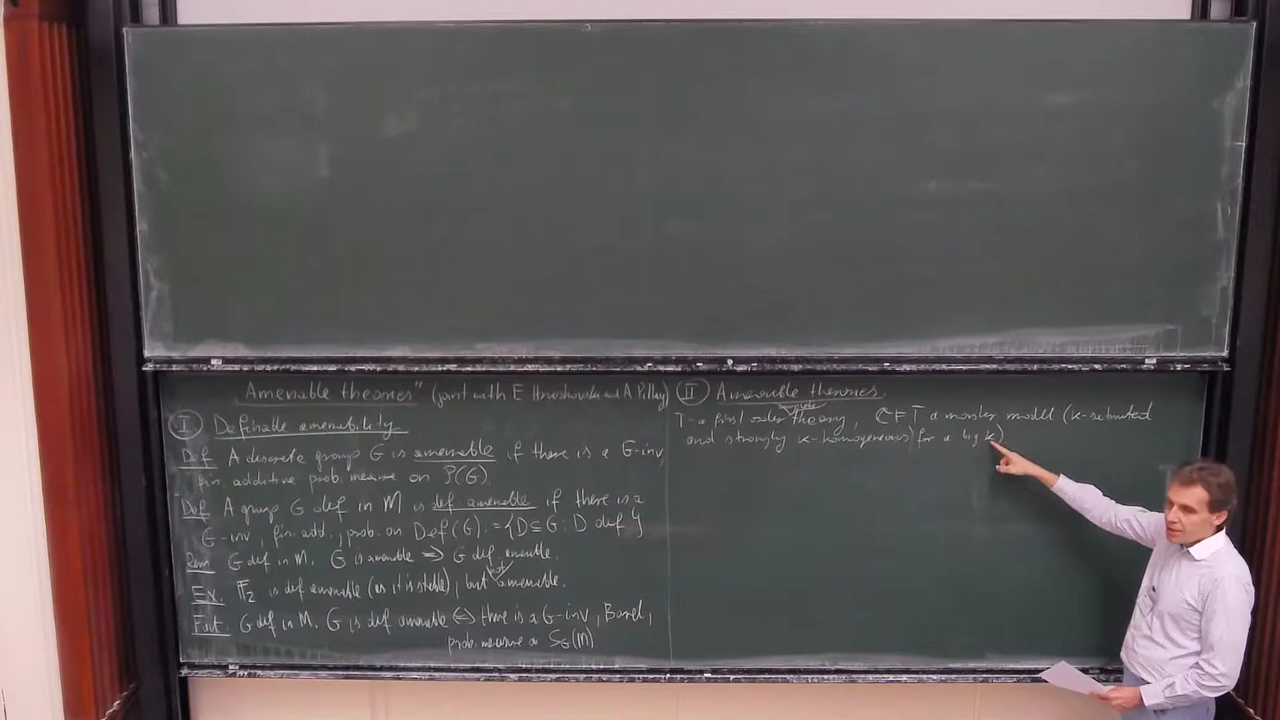 „Amenable theories" (joint with E Hrushovski and A Pillay)
I Definable amenability
Def A discrete group G is amenable if there is a G-inv,
fin. additive prob. measure on P(G).
Def A group G def in M is def amenable if there is a
G-inv, fin. add., prob. on Def(G). = {D ⊆ G : D def}
Rem G def in M. G is amenable ⇒ G def amenable.
Ex. F₂ is def amenable (as it is stable), but not amenable.
Fact. G def in M. G is def amenable ⇔ there is a G-inv, Borel,
prob. measure on S_G(M)
II Amenable theories
T - a first order theory, ℂ ⊨ T a monster model (κ-saturated
and strongly κ-homogeneous) for a big κ)